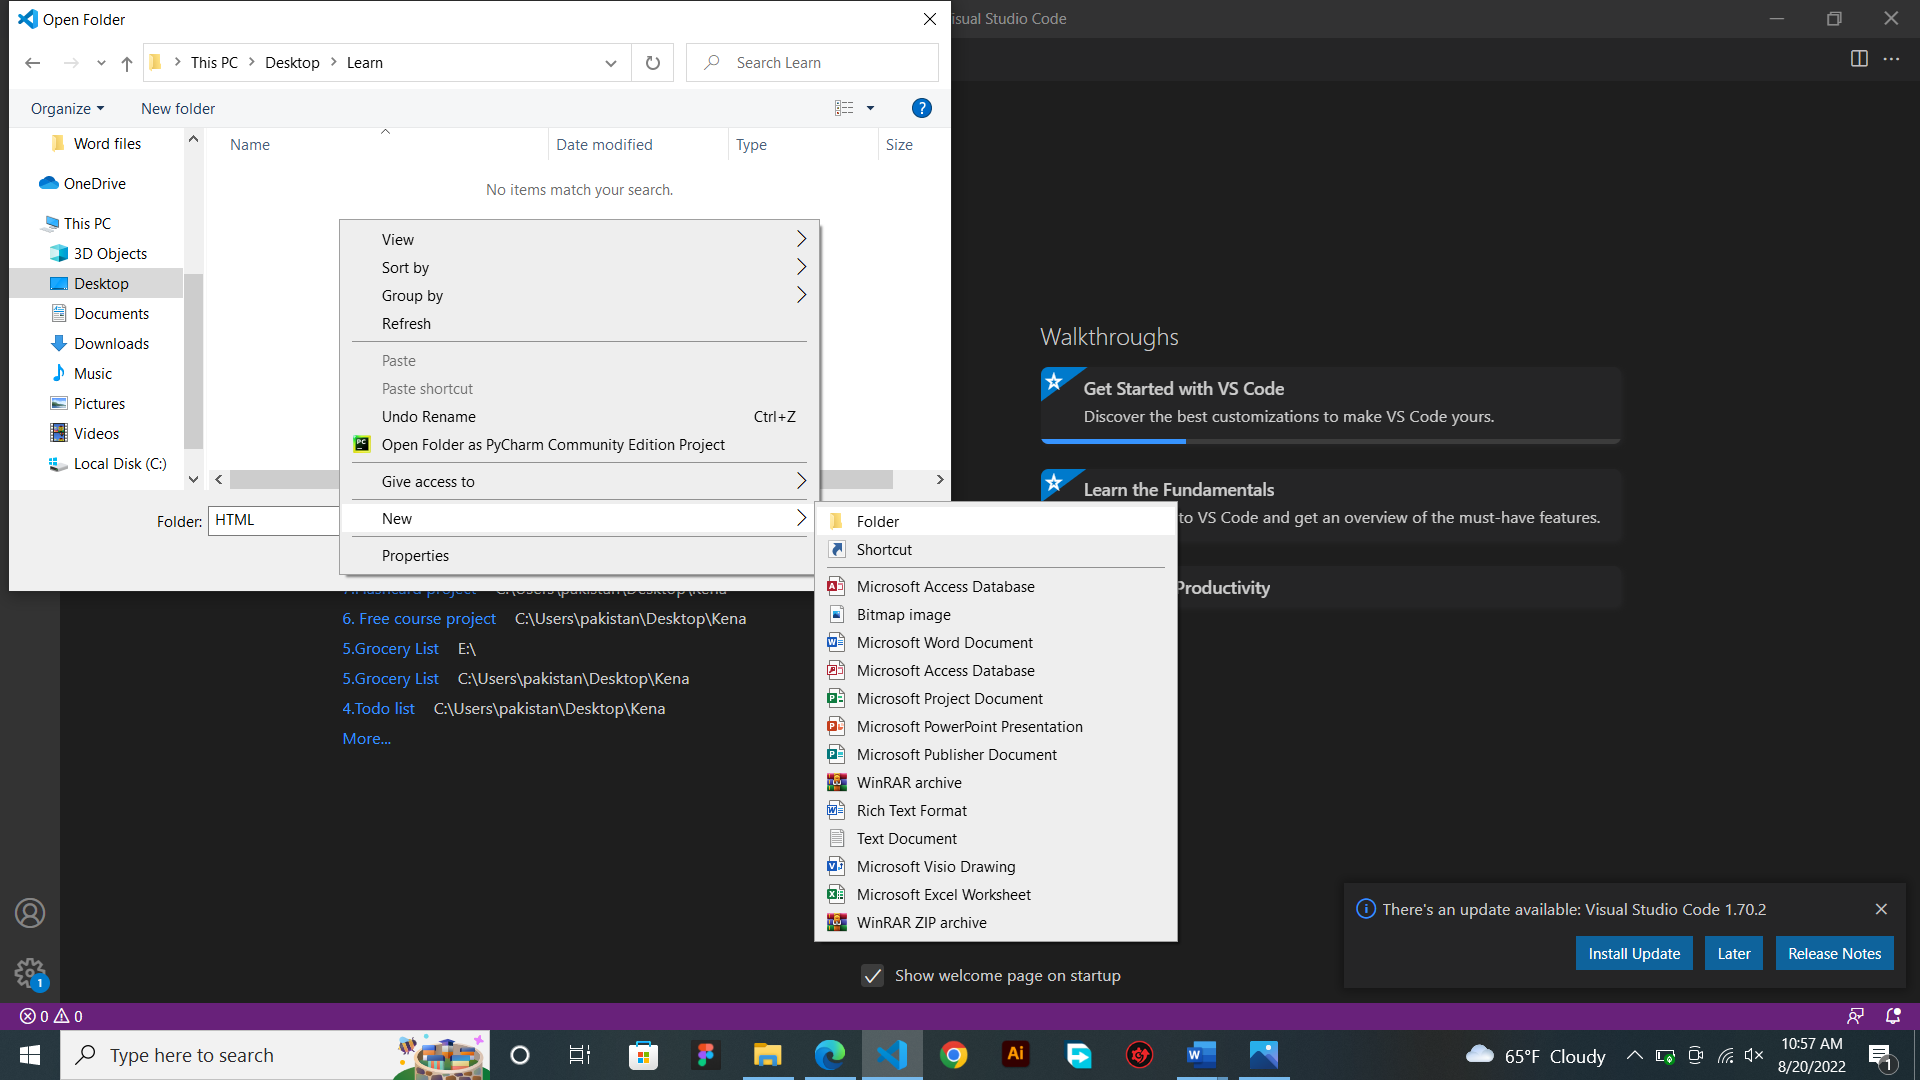 Open Folder
isual Studio Code
This PC
Desktop
Learn
Search Learn
Organize
New folder
?
Name
Date modified
Type
Size
No items match your search.
Word files
OneDrive
This PC
3D Objects
Desktop
Documents
Downloads
Music
Pictures
Videos
Local Disk (C:)
Folder: HTML
View
Sort by
Group by
Refresh
Paste
Paste shortcut
Undo Rename Ctrl+Z
PC Open Folder as PyCharm Community Edition Project
Give access to
New
Properties
Folder
Shortcut
Microsoft Access Database
Bitmap image
Microsoft Word Document
Microsoft Access Database
Microsoft Project Document
Microsoft PowerPoint Presentation
Microsoft Publisher Document
WinRAR archive
Rich Text Format
Text Document
Microsoft Visio Drawing
Microsoft Excel Worksheet
WinRAR ZIP archive
Walkthroughs
Get Started with VS Code
Discover the best customizations to make VS Code yours.
Learn the Fundamentals
to VS Code and get an overview of the must-have features.
Productivity
6. Free course project C:\Users\pakistan\Desktop\Kena
5.Grocery List E:\
5.Grocery List C:\Users\pakistan\Desktop\Kena
4.Todo list C:\Users\pakistan\Desktop\Kena
More...
Show welcome page on startup
There's an update available: Visual Studio Code 1.70.2
Install Update
Later
Release Notes
1
0 0
Type here to search
Ai
W
65°F Cloudy
10:57 AM
8/20/2022
1